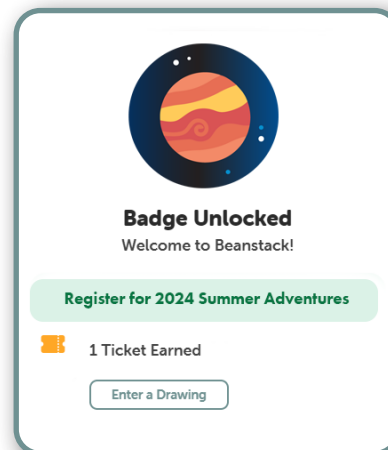 Badge Unlocked
Welcome to Beanstack!
Register for 2024 Summer Adventures
1 Ticket Earned
Enter a Drawing